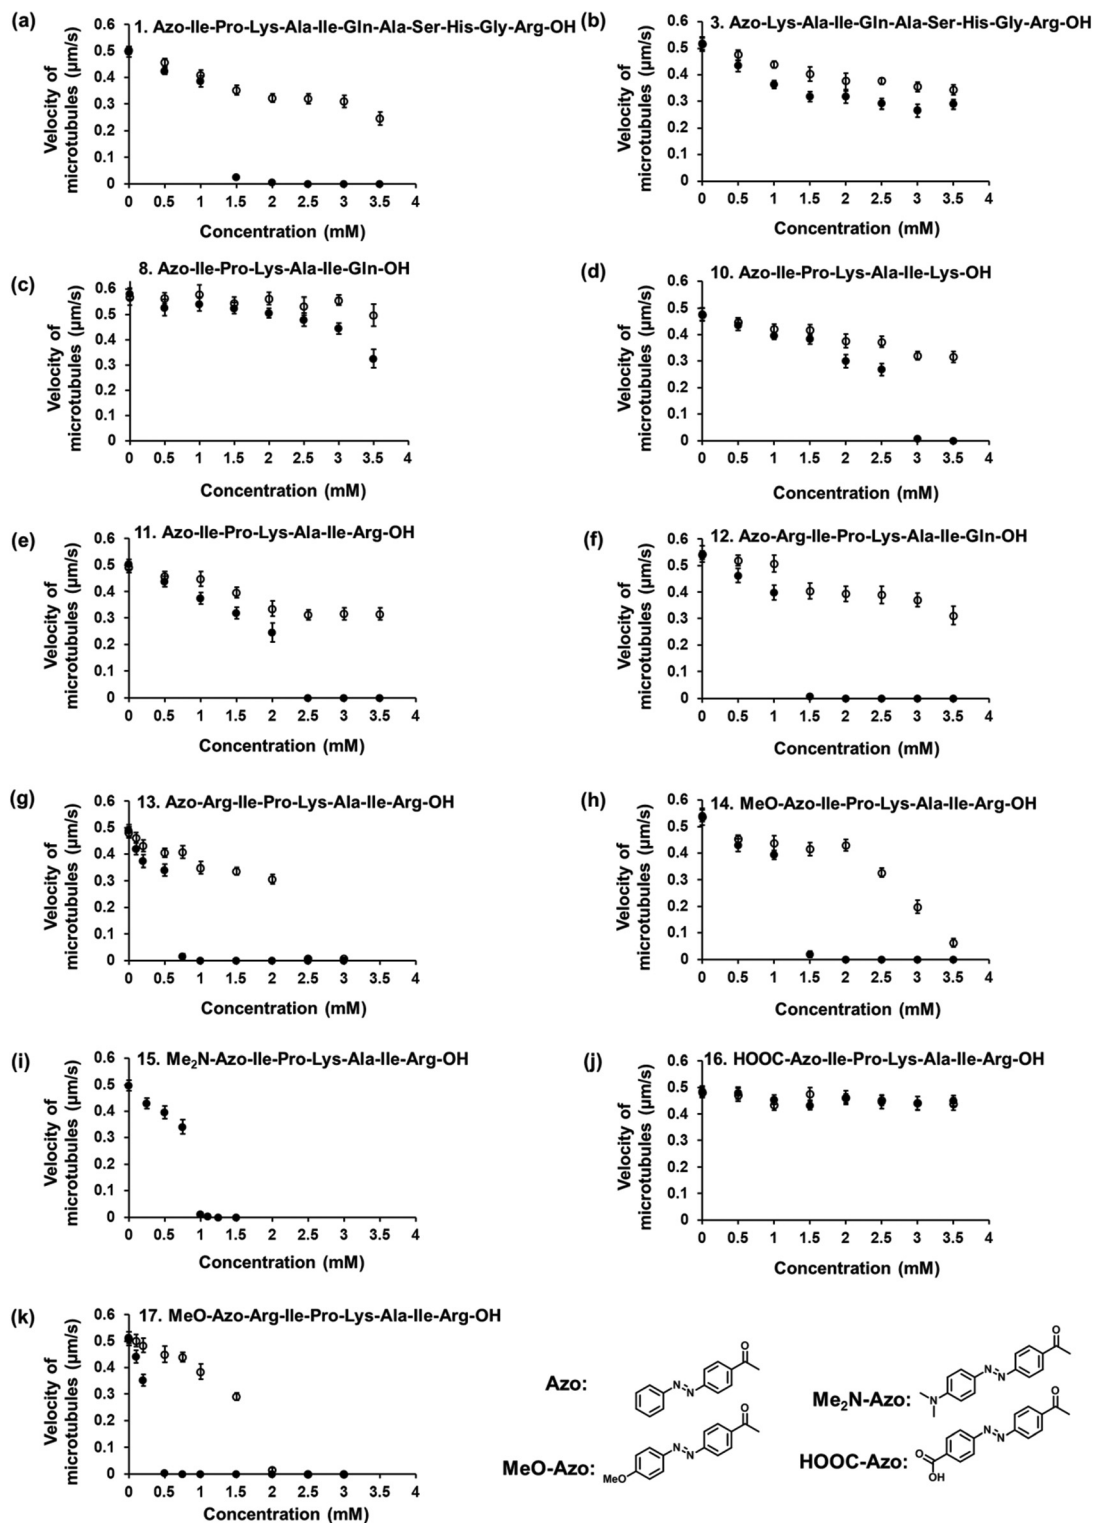 (a)
1. Azo-Ile-Pro-Lys-Ala-Ile-Gln-Ala-Ser-His-Gly-Arg-OH
Velocity of
microtubules (μm/s)
0.6
0.5
0.4
0.3
0.2
0.1
0
0 0.5 1 1.5 2 2.5 3 3.5 4
Concentration (mM)
(b)
3. Azo-Lys-Ala-Ile-Gln-Ala-Ser-His-Gly-Arg-OH
Velocity of
microtubules (μm/s)
0.6
0.5
0.4
0.3
0.2
0.1
0
0 0.5 1 1.5 2 2.5 3 3.5 4
Concentration (mM)
(c)
8. Azo-Ile-Pro-Lys-Ala-Ile-Gln-OH
Velocity of
microtubules (μm/s)
0.6
0.5
0.4
0.3
0.2
0.1
0
0 0.5 1 1.5 2 2.5 3 3.5 4
Concentration (mM)
(d)
10. Azo-Ile-Pro-Lys-Ala-Ile-Lys-OH
Velocity of
microtubules (μm/s)
0.6
0.5
0.4
0.3
0.2
0.1
0
0 0.5 1 1.5 2 2.5 3 3.5 4
Concentration (mM)
(e)
11. Azo-Ile-Pro-Lys-Ala-Ile-Arg-OH
Velocity of
microtubules (μm/s)
0.6
0.5
0.4
0.3
0.2
0.1
0
0 0.5 1 1.5 2 2.5 3 3.5 4
Concentration (mM)
(f)
12. Azo-Arg-Ile-Pro-Lys-Ala-Ile-Gln-OH
Velocity of
microtubules (μm/s)
0.6
0.5
0.4
0.3
0.2
0.1
0
0 0.5 1 1.5 2 2.5 3 3.5 4
Concentration (mM)
(g)
13. Azo-Arg-Ile-Pro-Lys-Ala-Ile-Arg-OH
Velocity of
microtubules (μm/s)
0.6
0.5
0.4
0.3
0.2
0.1
0
0 0.5 1 1.5 2 2.5 3 3.5 4
Concentration (mM)
(h)
14. MeO-Azo-Ile-Pro-Lys-Ala-Ile-Arg-OH
Velocity of
microtubules (μm/s)
0.6
0.5
0.4
0.3
0.2
0.1
0
0 0.5 1 1.5 2 2.5 3 3.5 4
Concentration (mM)
(i)
15. Me₂N-Azo-Ile-Pro-Lys-Ala-Ile-Arg-OH
Velocity of
microtubules (μm/s)
0.6
0.5
0.4
0.3
0.2
0.1
0
0 0.5 1 1.5 2 2.5 3 3.5 4
Concentration (mM)
(j)
16. HOOC-Azo-Ile-Pro-Lys-Ala-Ile-Arg-OH
Velocity of
microtubules (μm/s)
0.6
0.5
0.4
0.3
0.2
0.1
0
0 0.5 1 1.5 2 2.5 3 3.5 4
Concentration (mM)
(k)
17. MeO-Azo-Arg-Ile-Pro-Lys-Ala-Ile-Arg-OH
Velocity of
microtubules (μm/s)
0.6
0.5
0.4
0.3
0.2
0.1
0
0 0.5 1 1.5 2 2.5 3 3.5 4
Concentration (mM)
Azo:
O
N
N
Me₂N-Azo:
O
N
N
N
MeO-Azo:
O
N
N
MeO
HOOC-Azo:
O
N
N
O
OH